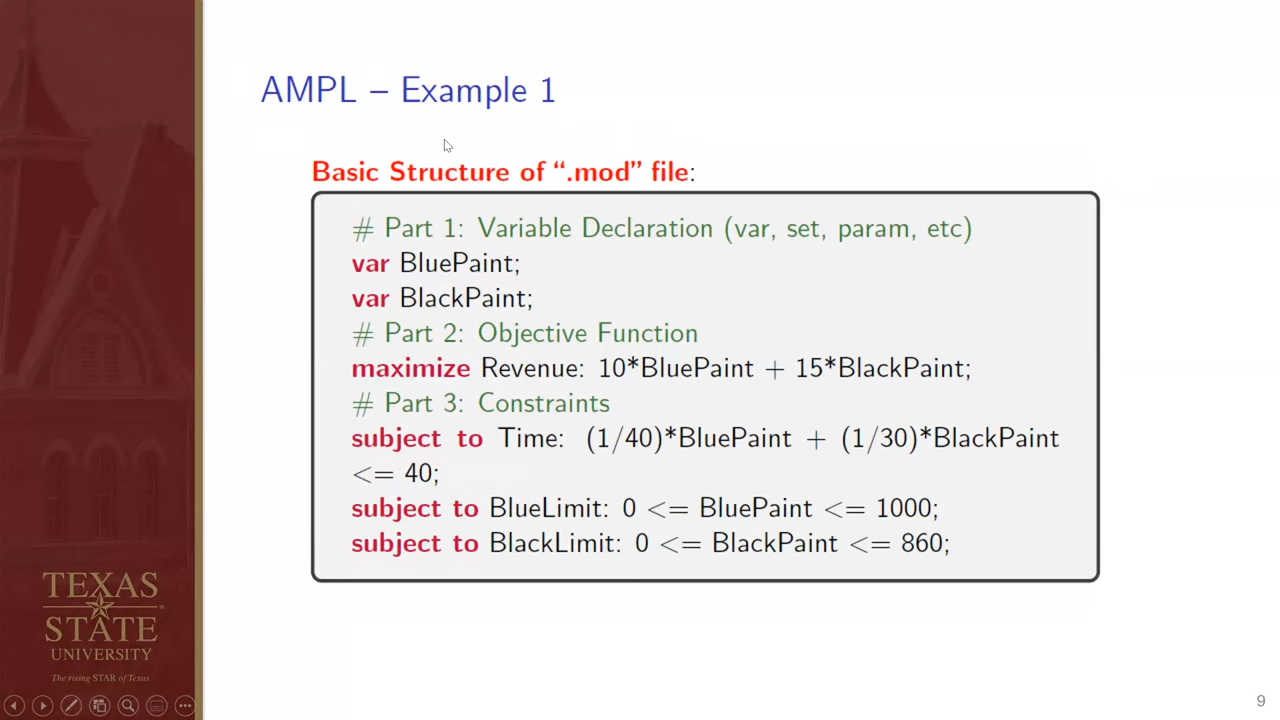 AMPL – Example 1
Basic Structure of “.mod” file:
# Part 1: Variable Declaration (var, set, param, etc)
var BluePaint;
var BlackPaint;
# Part 2: Objective Function
maximize Revenue: 10*BluePaint + 15*BlackPaint;
# Part 3: Constraints
subject to Time: (1/40)*BluePaint + (1/30)*BlackPaint
<= 40;
subject to BlueLimit: 0 <= BluePaint <= 1000;
subject to BlackLimit: 0 <= BlackPaint <= 860;
TEXAS
STATE
UNIVERSITY
The rising STAR of Texas
9